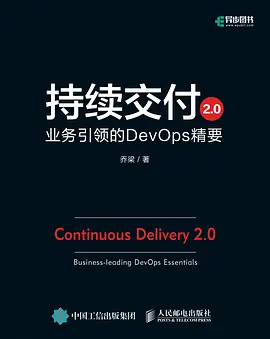 异步图书
www.epubit.com
持续交付 2.0
业务引领的DevOps精要
乔梁 / 著
Continuous Delivery 2.0
Business-leading DevOps Essentials
中国工信出版集团 人民邮电出版社
POSTS & TELECOM PRESS